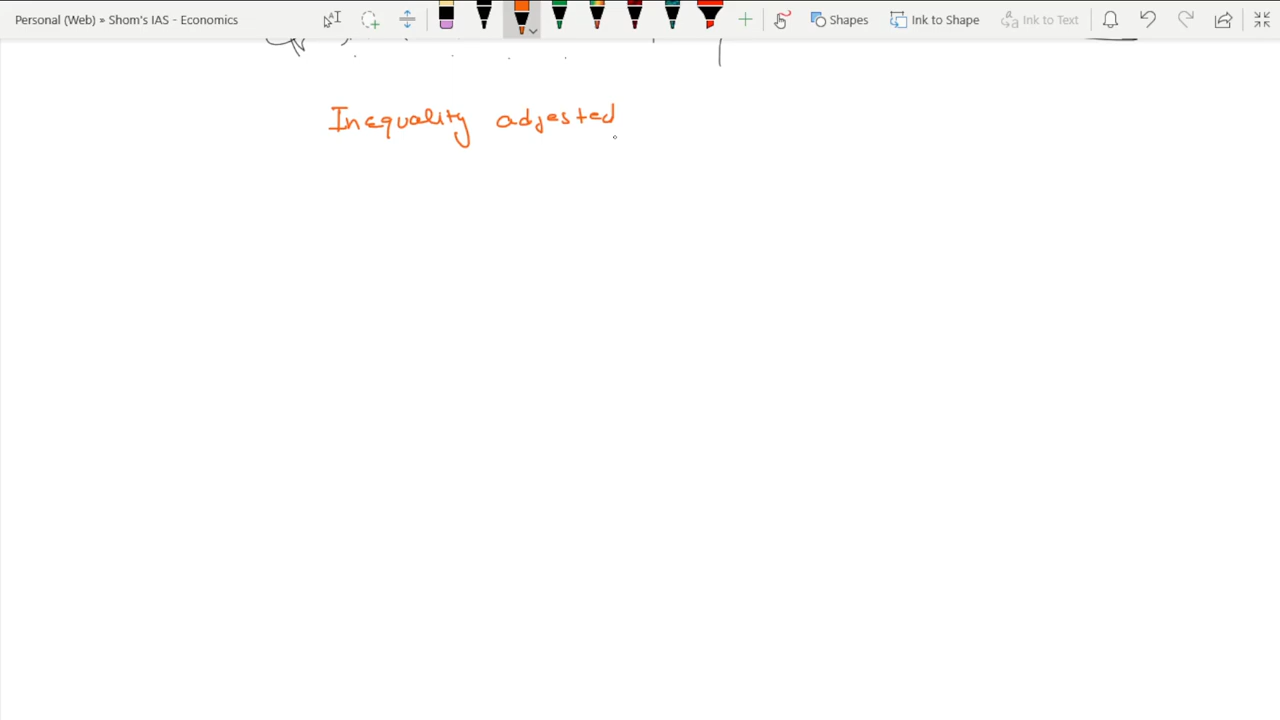 Personal (Web) » Shom's IAS - Economics
Shapes
Ink to Shape
Ink to Text
Inequality adjested